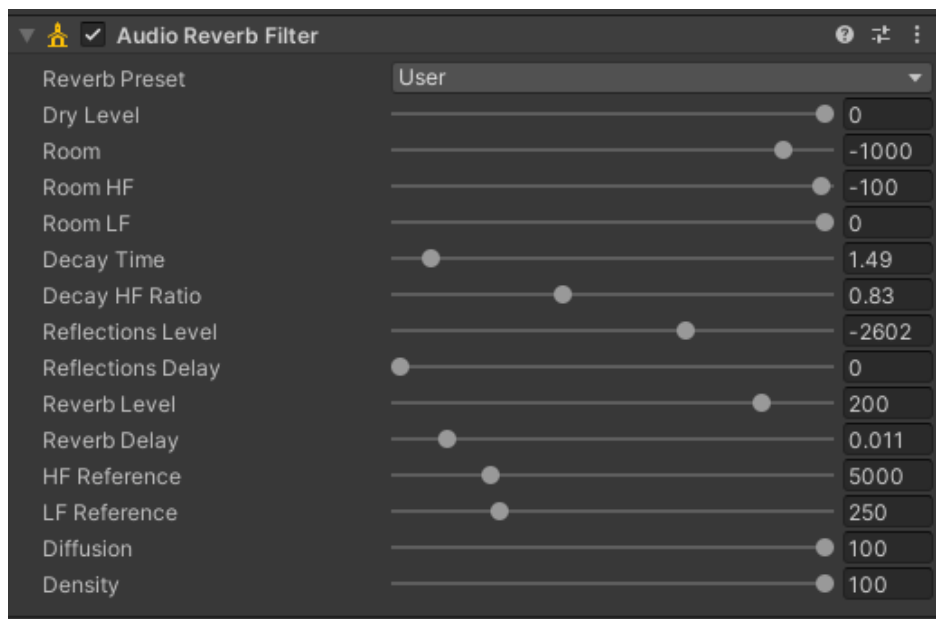 Audio Reverb Filter
Reverb Preset User
Dry Level 0
Room -1000
Room HF -100
Room LF 0
Decay Time 1.49
Decay HF Ratio 0.83
Reflections Level -2602
Reflections Delay 0
Reverb Level 200
Reverb Delay 0.011
HF Reference 5000
LF Reference 250
Diffusion 100
Density 100